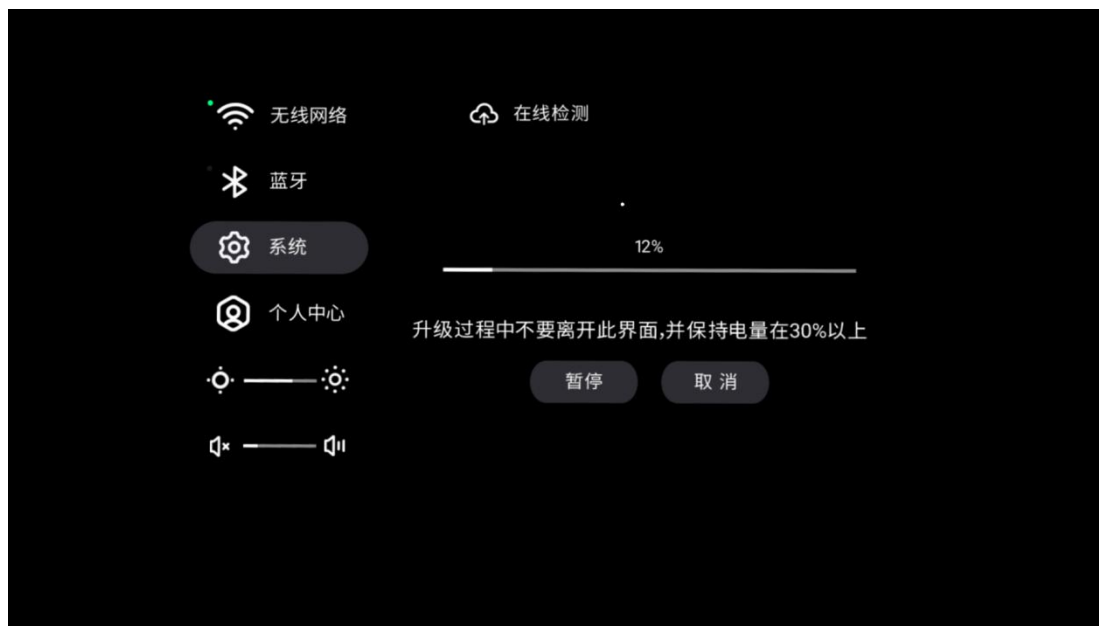 无线网络
蓝牙
系统
个人中心
在线检测
12%
升级过程中不要离开此界面,并保持电量在30%以上
暂停
取消